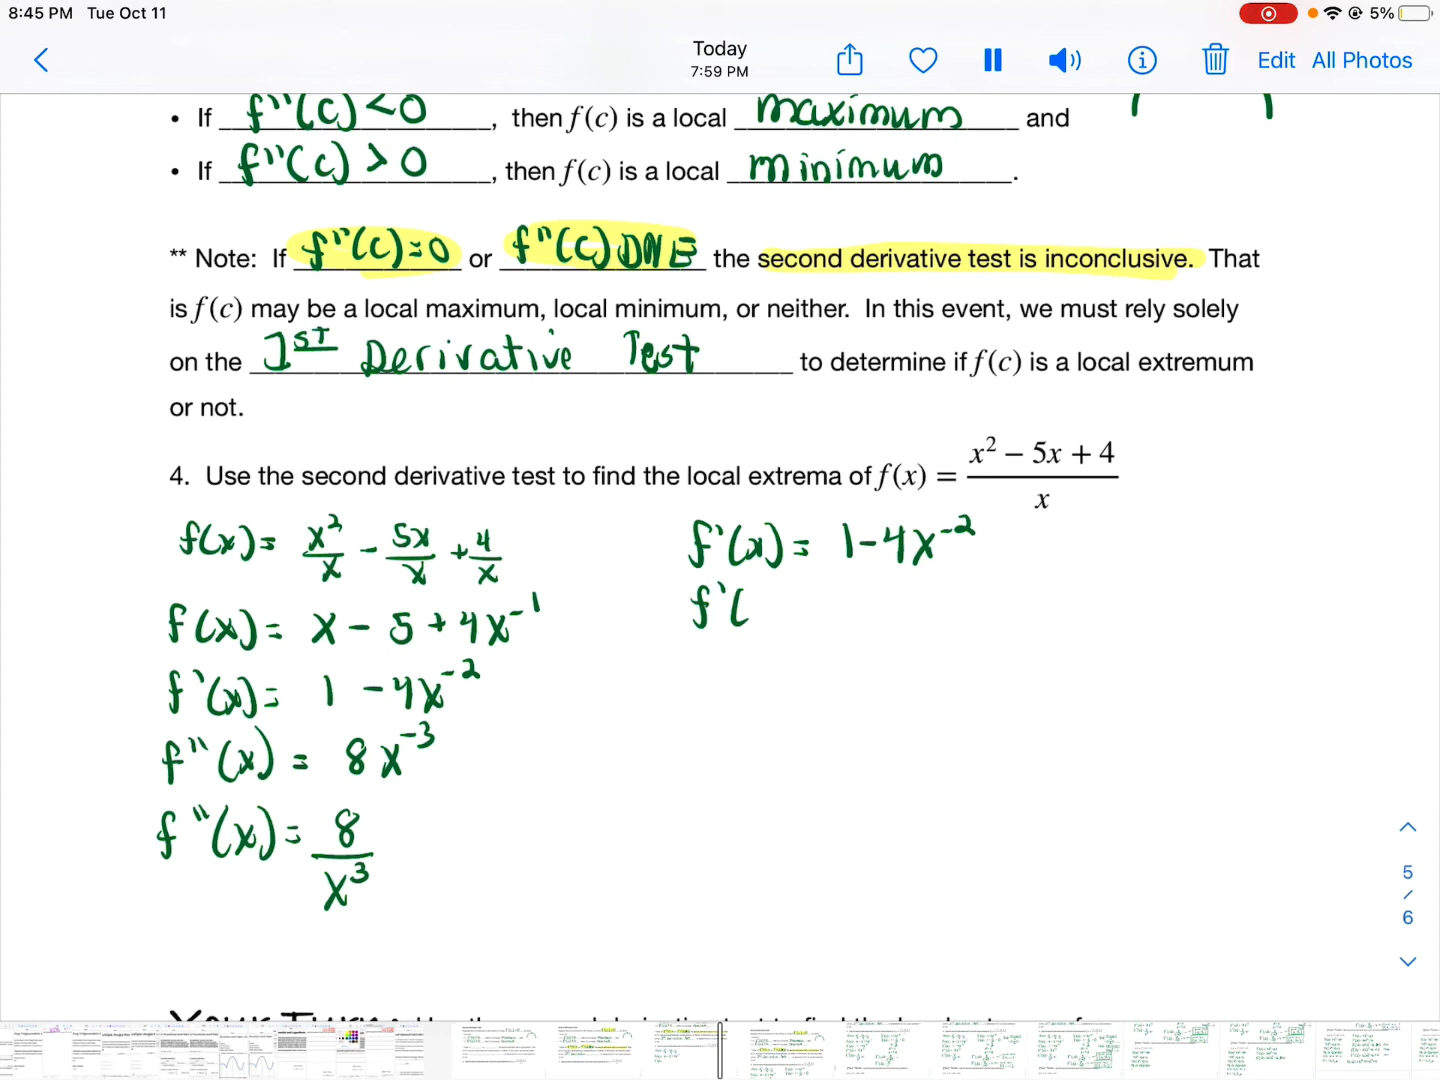 8:45 PM Tue Oct 11
5%
Today
7:59 PM
Edit All Photos
• If f''(c) < 0, then f(c) is a local maximum and
• If f''(c) > 0, then f(c) is a local minimum.
** Note: If f''(c) = 0 or f''(c) DNE the second derivative test is inconclusive. That
is f(c) may be a local maximum, local minimum, or neither. In this event, we must rely solely
on the 1ST Derivative Test to determine if f(c) is a local extremum
or not.
4. Use the second derivative test to find the local extrema of f(x) = (x² − 5x + 4)/x
f(x) = x²/x − 5x/x + 4/x
f(x) = x − 5 + 4x⁻¹
f'(x) = 1 − 4x⁻²
f''(x) = 8x⁻³
f''(x) = 8/x³
f'(x) = 1 − 4x⁻²
f'(
5
/
6